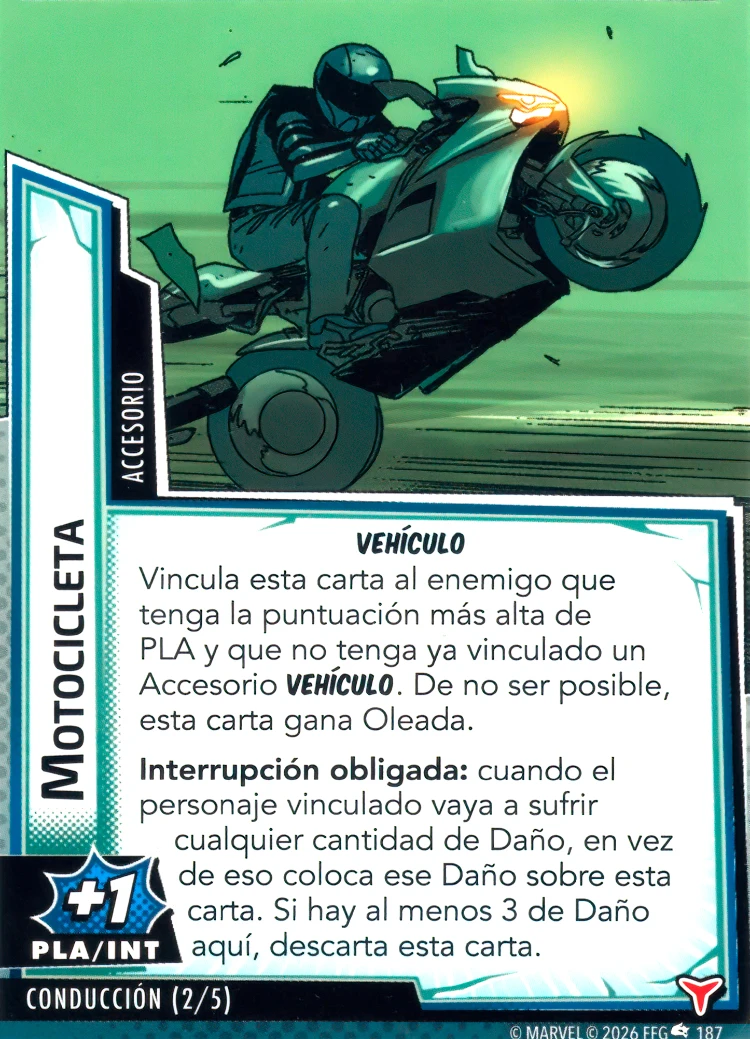 ACCESORIO
MOTOCICLETA
VEHÍCULO
Vincula esta carta al enemigo que
tenga la puntuación más alta de
PLA y que no tenga ya vinculado un
Accesorio VEHÍCULO. De no ser posible,
esta carta gana Oleada.
Interrupción obligada: cuando el
personaje vinculado vaya a sufrir
cualquier cantidad de Daño, en vez
de eso coloca ese Daño sobre esta
carta. Si hay al menos 3 de Daño
aquí, descarta esta carta.
+1
PLA/INT
CONDUCCIÓN (2/5)
© MARVEL © 2026 FFG 187